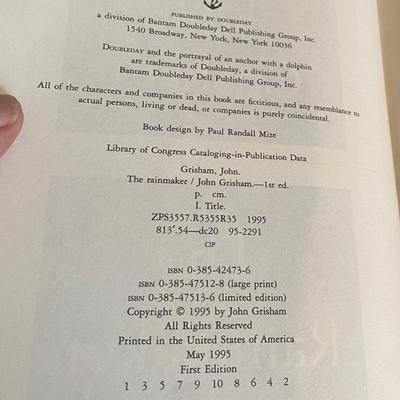 PUBLISHED BY DOUBLEDAY
a division of Bantam Doubleday Dell Publishing Group, Inc.
1540 Broadway, New York, New York 10036
DOUBLEDAY and the portrayal of an anchor with a dolphin
are trademarks of Doubleday, a division of
Bantam Doubleday Dell Publishing Group, Inc.
All of the characters and companies in this book are fictitious, and any resemblance to
actual persons, living or dead, or companies is purely coincidental.
Book design by Paul Randall Mize
Library of Congress Cataloging-in-Publication Data
Grisham, John.
The rainmaker / John Grisham.—1st ed.
p. cm.
I. Title.
ZPS3557.R5355R35 1995
813'.54—dc20 95-2291
CIP
ISBN 0-385-42473-6
ISBN 0-385-47512-8 (large print)
ISBN 0-385-47513-6 (limited edition)
Copyright © 1995 by John Grisham
All Rights Reserved
Printed in the United States of America
May 1995
First Edition
1 3 5 7 9 10 8 6 4 2